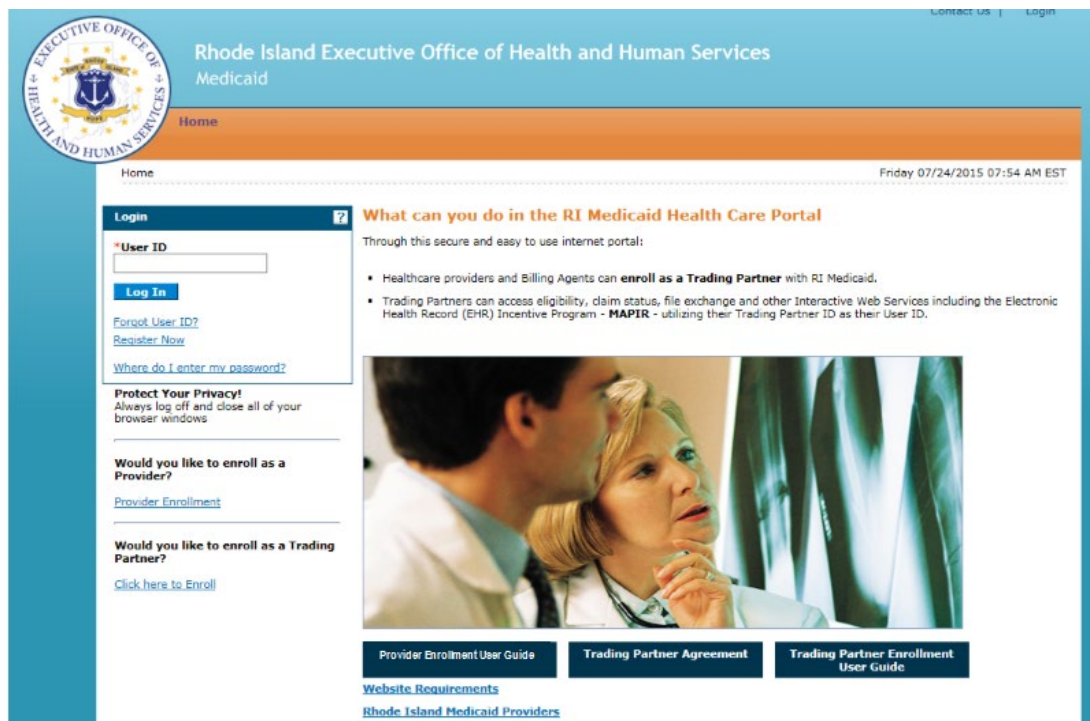 Contact Us | Login
EXECUTIVE OFFICE OF
HEALTH AND HUMAN SERVICES
HOPE
Rhode Island Executive Office of Health and Human Services
Medicaid
Home
Home
Friday 07/24/2015 07:54 AM EST
Login ?
*User ID
Log In
Forgot User ID?
Register Now
Where do I enter my password?
Protect Your Privacy!
Always log off and close all of your
browser windows
Would you like to enroll as a
Provider?
Provider Enrollment
Would you like to enroll as a Trading
Partner?
Click here to Enroll
What can you do in the RI Medicaid Health Care Portal
Through this secure and easy to use internet portal:
▪ Healthcare providers and Billing Agents can enroll as a Trading Partner with RI Medicaid.
▪ Trading Partners can access eligibility, claim status, file exchange and other Interactive Web Services including the Electronic
Health Record (EHR) Incentive Program - MAPIR - utilizing their Trading Partner ID as their User ID.
Provider Enrollment User Guide
Trading Partner Agreement
Trading Partner Enrollment
User Guide
Website Requirements
Rhode Island Medicaid Providers